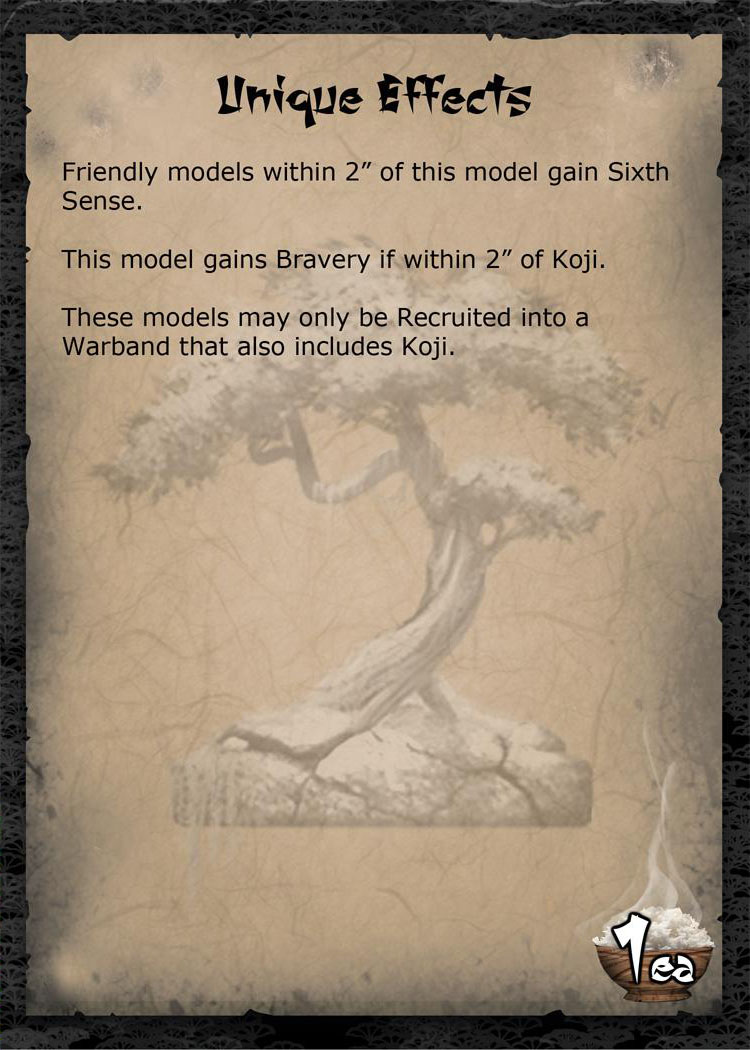 Unique Effects
Friendly models within 2” of this model gain Sixth
Sense.
This model gains Bravery if within 2” of Koji.
These models may only be Recruited into a
Warband that also includes Koji.
1ea